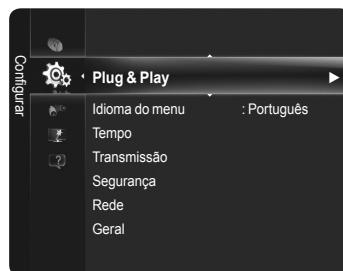 Configurar
Plug & Play
Idioma do menu : Português
Tempo
Transmissão
Segurança
Rede
Geral